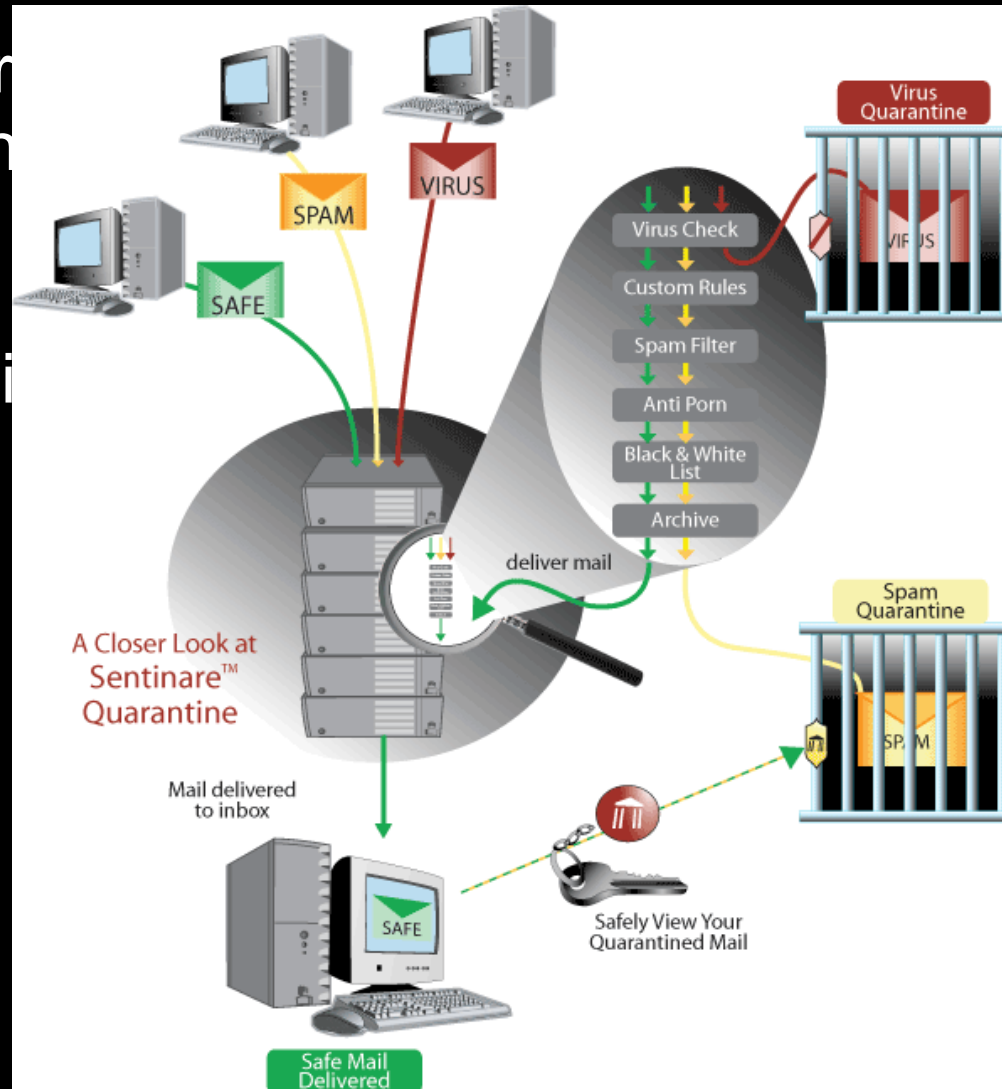 SAFE
SPAM
VIRUS
Virus
Quarantine
VIRUS
Virus Check
Custom Rules
Spam Filter
Anti Porn
Black & White
List
Archive
deliver mail
A Closer Look at
Sentinare™
Quarantine
Spam
Quarantine
SPAM
Mail delivered
to inbox
SAFE
Safely View Your
Quarantined Mail
Safe Mail
Delivered